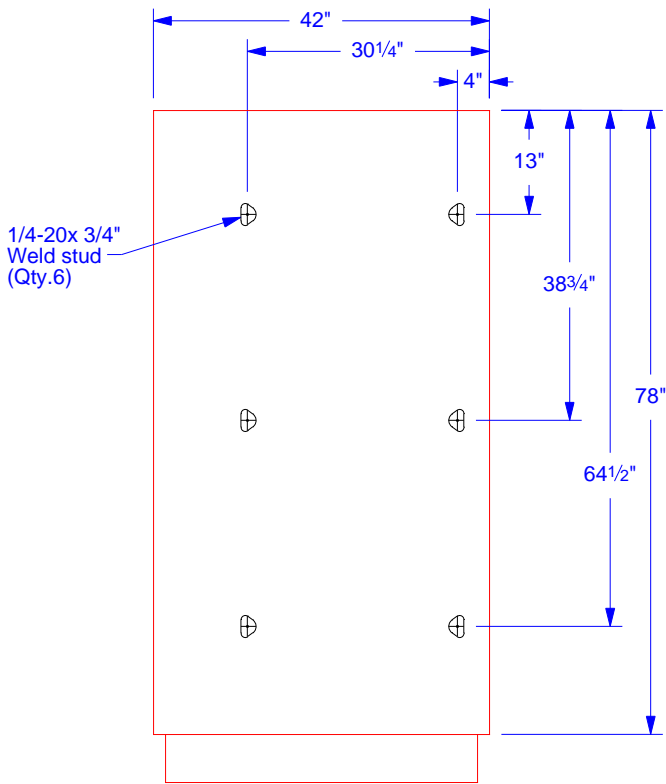 42"
301/4"
4"
13"
1/4-20x 3/4"
Weld stud
(Qty.6)
383/4"
78"
641/2"